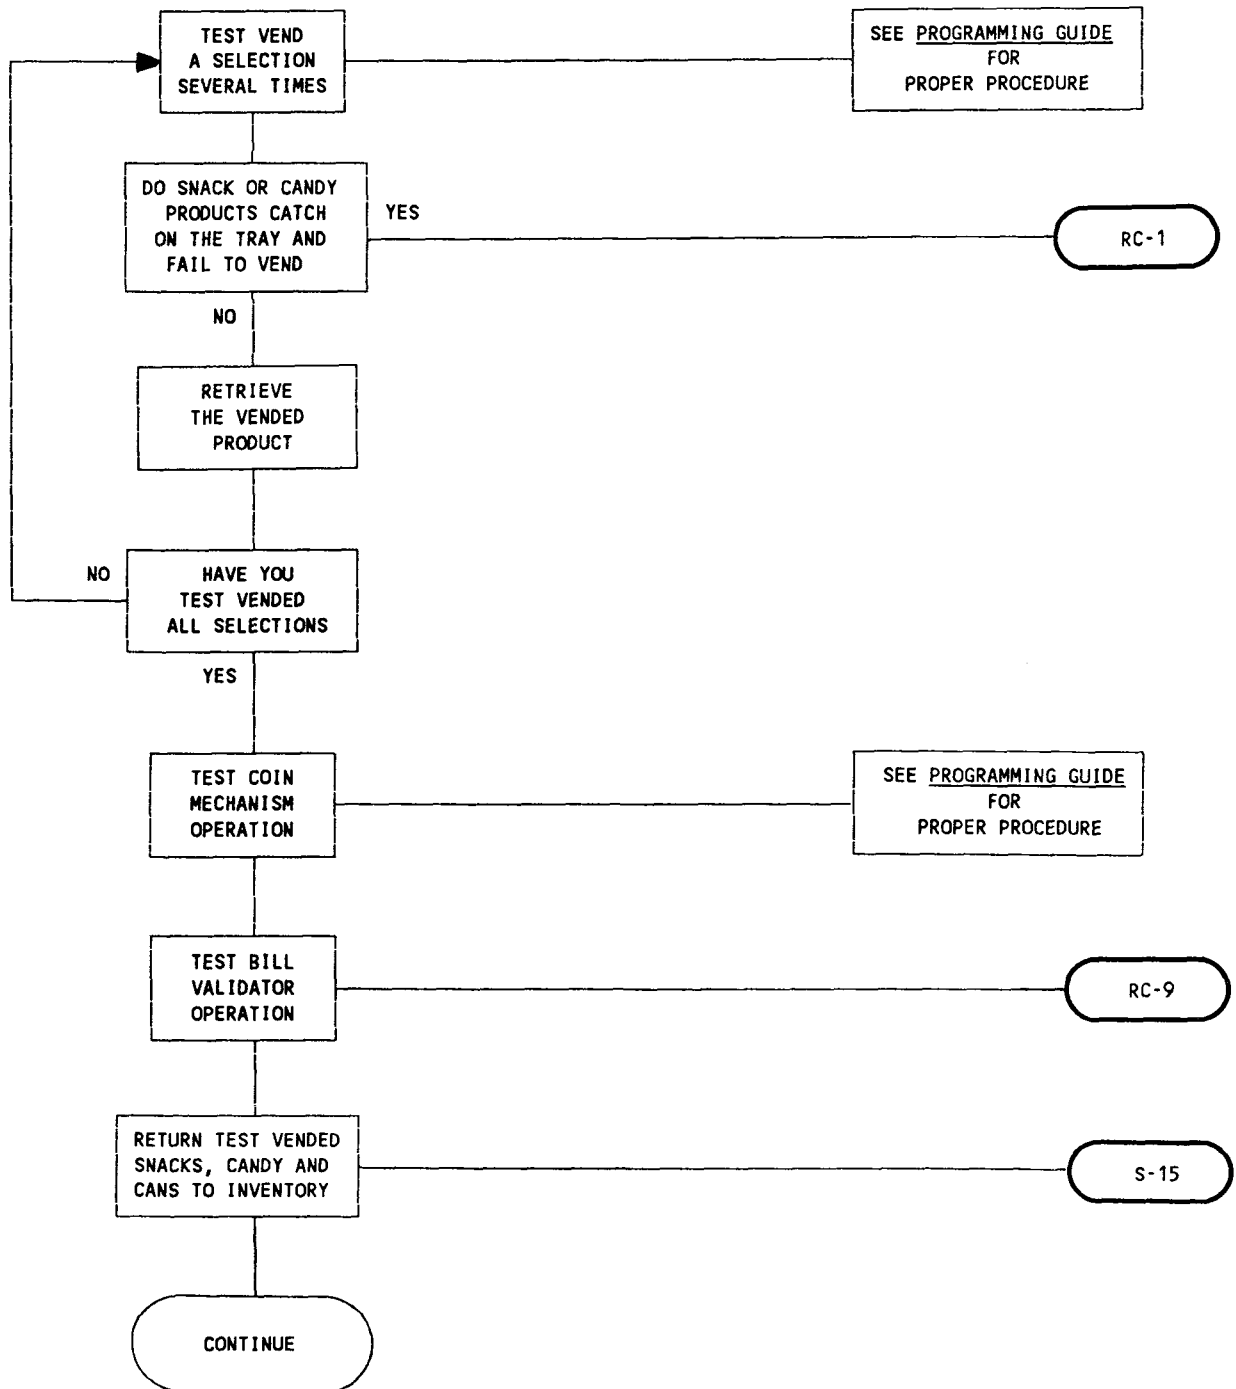 TEST VEND
A SELECTION
SEVERAL TIMES
SEE PROGRAMMING GUIDE
FOR
PROPER PROCEDURE
DO SNACK OR CANDY
PRODUCTS CATCH
ON THE TRAY AND
FAIL TO VEND
YES
RC-1
NO
RETRIEVE
THE VENDED
PRODUCT
NO
HAVE YOU
TEST VENDED
ALL SELECTIONS
YES
TEST COIN
MECHANISM
OPERATION
SEE PROGRAMMING GUIDE
FOR
PROPER PROCEDURE
TEST BILL
VALIDATOR
OPERATION
RC-9
RETURN TEST VENDED
SNACKS, CANDY AND
CANS TO INVENTORY
S-15
CONTINUE